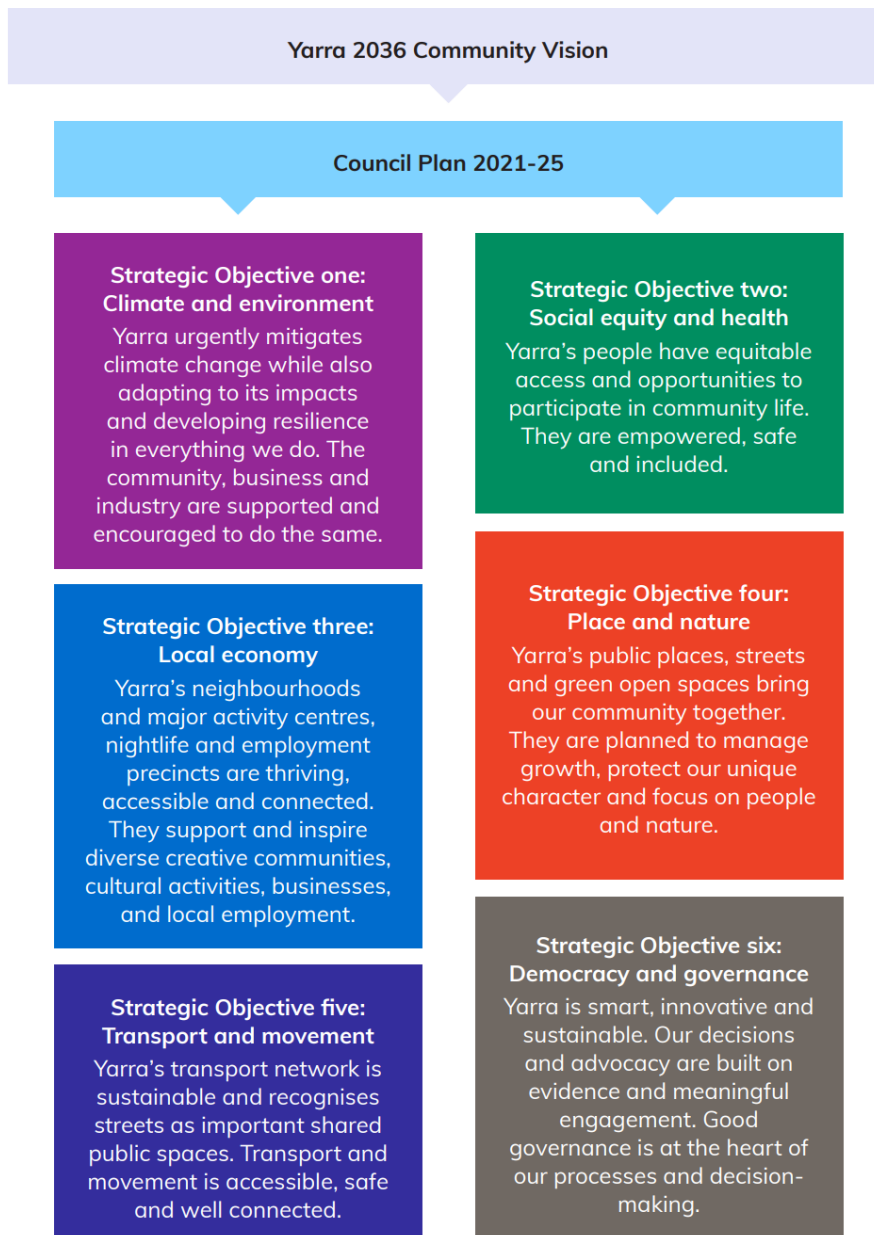 Yarra 2036 Community Vision
Council Plan 2021-25
Strategic Objective one:
Climate and environment
Yarra urgently mitigates
climate change while also
adapting to its impacts
and developing resilience
in everything we do. The
community, business and
industry are supported and
encouraged to do the same.
Strategic Objective two:
Social equity and health
Yarra’s people have equitable
access and opportunities to
participate in community life.
They are empowered, safe
and included.
Strategic Objective three:
Local economy
Yarra’s neighbourhoods
and major activity centres,
nightlife and employment
precincts are thriving,
accessible and connected.
They support and inspire
diverse creative communities,
cultural activities, businesses,
and local employment.
Strategic Objective four:
Place and nature
Yarra’s public places, streets
and green open spaces bring
our community together.
They are planned to manage
growth, protect our unique
character and focus on people
and nature.
Strategic Objective five:
Transport and movement
Yarra’s transport network is
sustainable and recognises
streets as important shared
public spaces. Transport and
movement is accessible, safe
and well connected.
Strategic Objective six:
Democracy and governance
Yarra is smart, innovative and
sustainable. Our decisions
and advocacy are built on
evidence and meaningful
engagement. Good
governance is at the heart of
our processes and decision-
making.